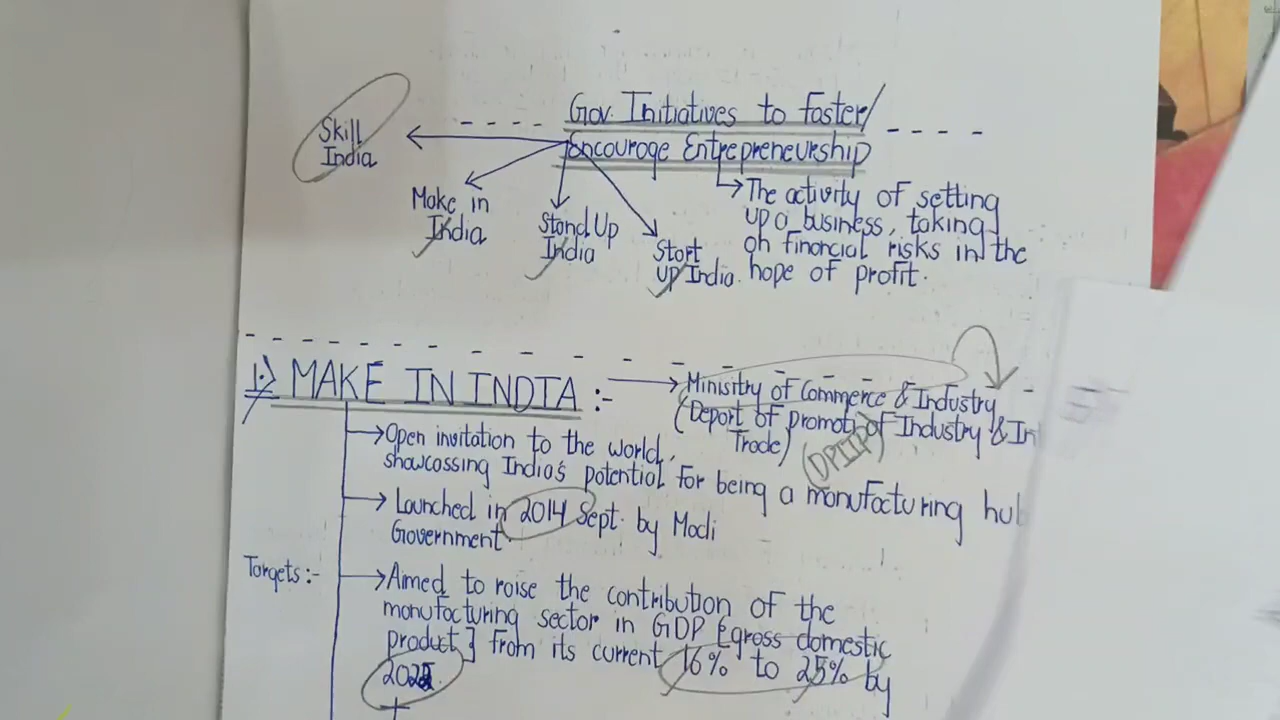 Gov. Initiatives to foster/
Encourage Entrepreneurship
Skill
India
Make in
India
Stand Up
India
Start
up India.
The activity of setting
up a business, taking
on financial risks in the
hope of profit.
1.) MAKE IN INDIA :-
Minisitry of Commerce & Industry
(Depart of promoti of Industry & In
Trade)
(DPIIP)
Open invitation to the world,
showcassing India's potential for being a manufacturing hub
Launched in 2014 Sept. by Modi
Government.
Targets :-
Aimed to raise the contribution of the
manufacturing sector in GDP [gross domestic
product] from its current 16% to 25% by
2022